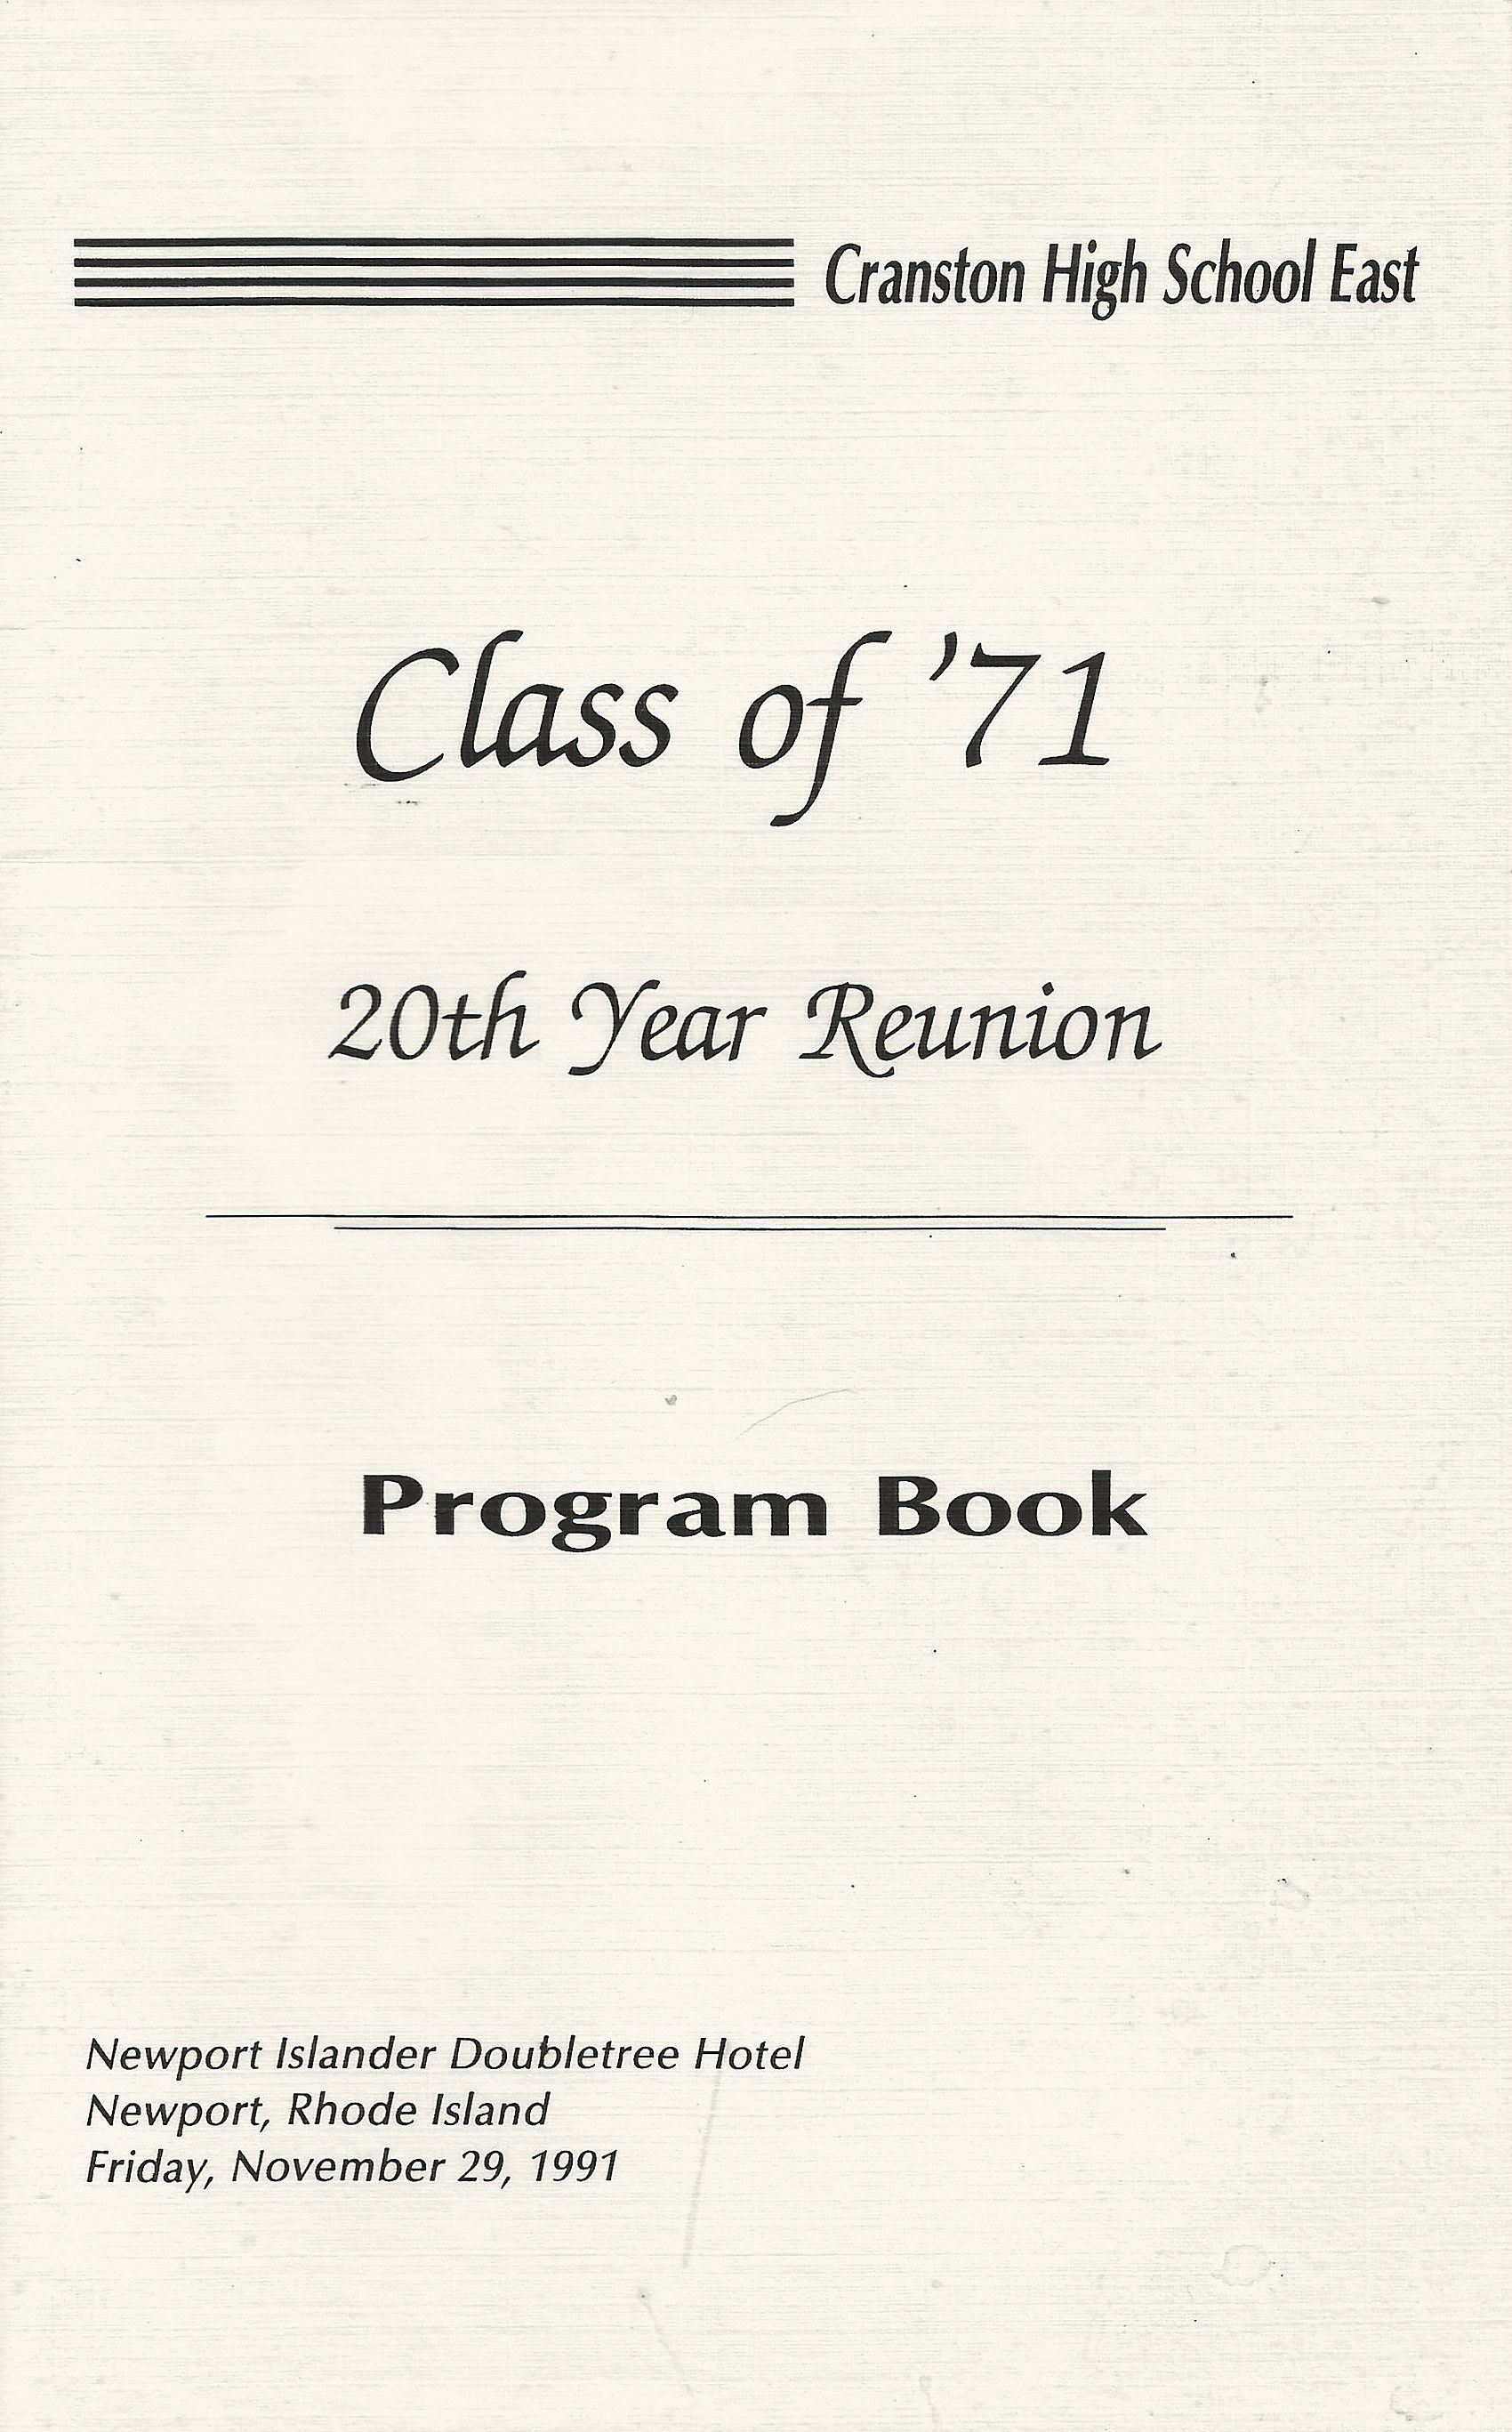 Cranston High School East
Class of '71
20th Year Reunion
Program Book
Newport Islander Doubletree Hotel
Newport, Rhode Island
Friday, November 29, 1991